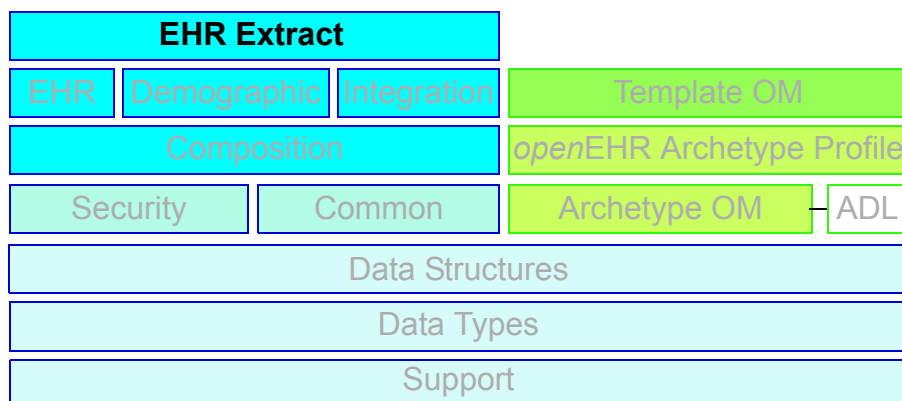 EHR Extract
EHR Demographic Integration Template OM
Composition openEHR Archetype Profile
Security Common Archetype OM ADL
Data Structures
Data Types
Support